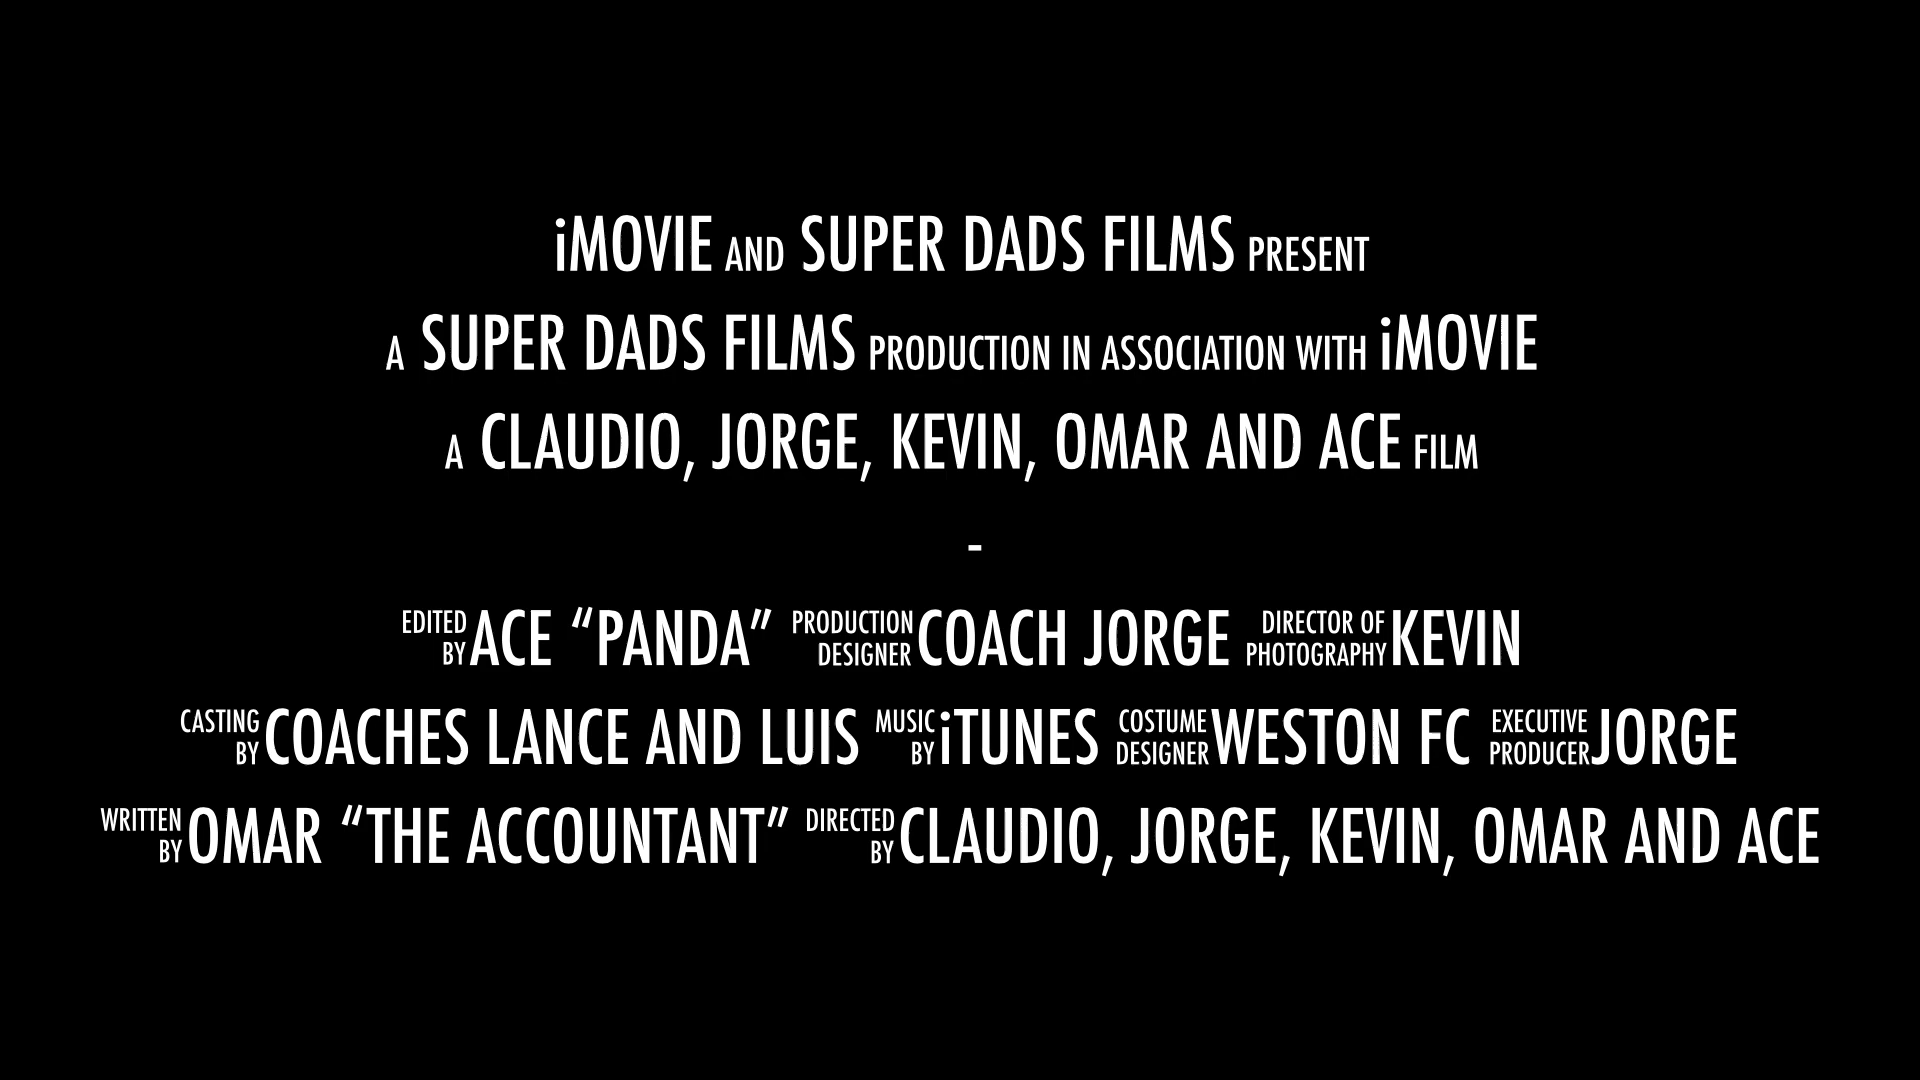 iMOVIE AND SUPER DADS FILMS PRESENT
A SUPER DADS FILMS PRODUCTION IN ASSOCIATION WITH iMOVIE
A CLAUDIO, JORGE, KEVIN, OMAR AND ACE FILM
-
EDITED BY ACE “PANDA” PRODUCTION DESIGNER COACH JORGE DIRECTOR OF PHOTOGRAPHY KEVIN
CASTING BY COACHES LANCE AND LUIS MUSIC BY iTUNES COSTUME DESIGNER WESTON FC EXECUTIVE PRODUCER JORGE
WRITTEN BY OMAR “THE ACCOUNTANT” DIRECTED BY CLAUDIO, JORGE, KEVIN, OMAR AND ACE